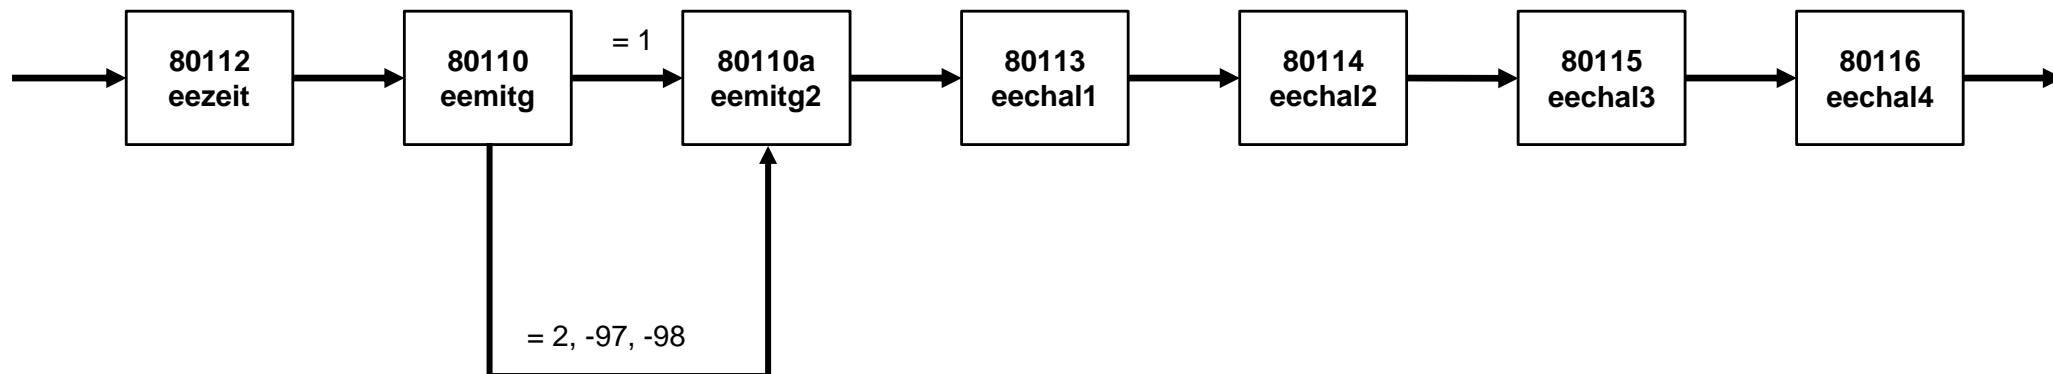 80112
eezeit
80110
eemitg
= 1
80110a
eemitg2
80113
eechal1
80114
eechal2
80115
eechal3
80116
eechal4
= 2, -97, -98